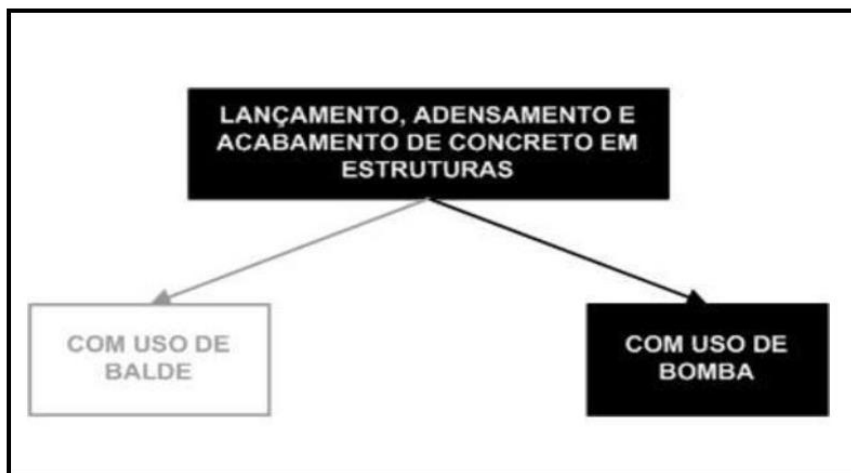 LANÇAMENTO, ADENSAMENTO E
ACABAMENTO DE CONCRETO EM
ESTRUTURAS
COM USO DE
BALDE
COM USO DE
BOMBA